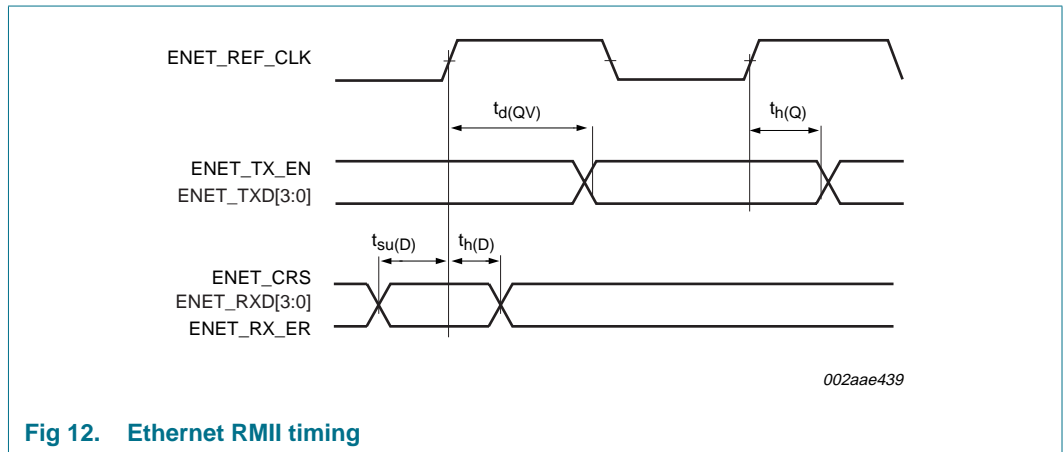 ENET_REF_CLK
td(QV)
th(Q)
ENET_TX_EN
ENET_TXD[3:0]
tsu(D)
th(D)
ENET_CRS
ENET_RXD[3:0]
ENET_RX_ER
002aae439
Fig 12. Ethernet RMII timing